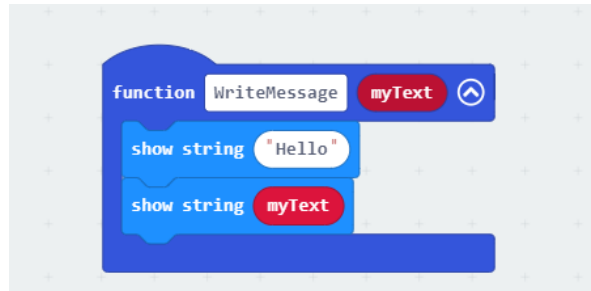 function WriteMessage myText
show string "Hello"
show string myText